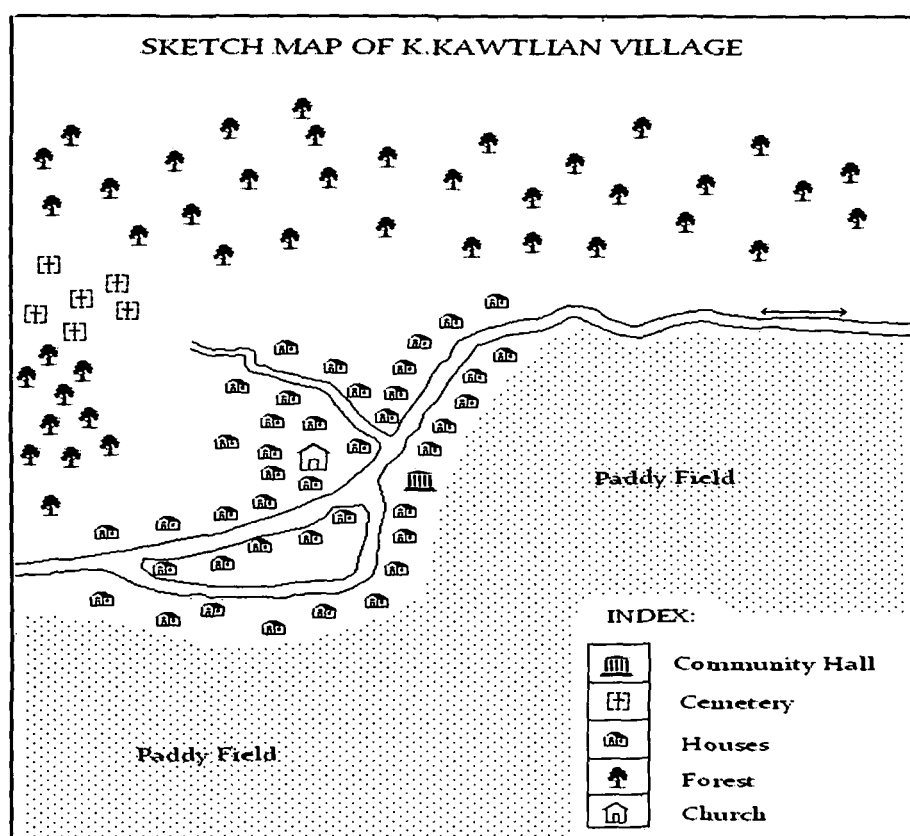 SKETCH MAP OF K.KAWTLIAN VILLAGE
Paddy Field
Paddy Field
INDEX:
Community Hall
Cemetery
Houses
Forest
Church